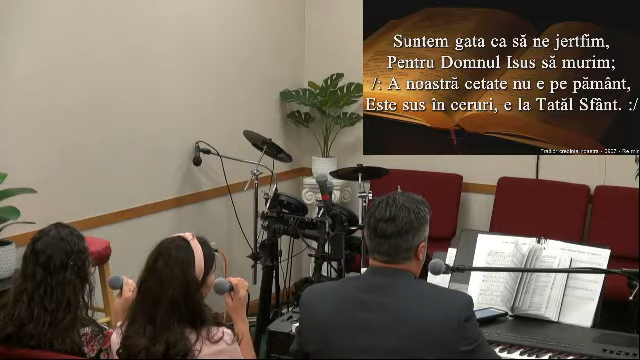 Suntem gata ca să ne jertfim,
Pentru Domnul Isus să murim;
/: A noastră cetate nu e pe pământ,
Este sus în ceruri, e la Tatăl Sfânt. :/